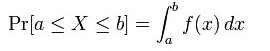 Pr[a ≤ X ≤ b] = ∫_a^b f(x) dx